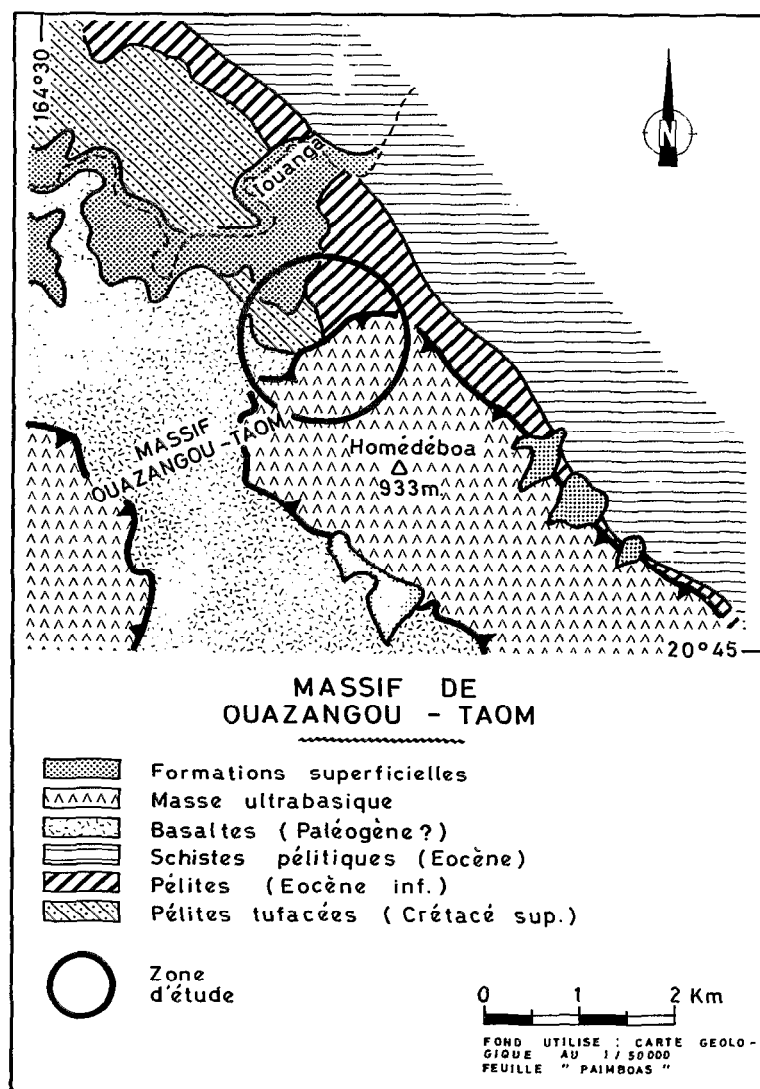 164°30
N
Iouanga
MASSIF
OUAZANGOU - TAOM
Homédéboa
933m.
20°45
MASSIF DE
OUAZANGOU - TAOM
Formations superficielles
Masse ultrabasique
Basaltes (Paléogène?)
Schistes pélitiques (Eocène)
Pélites (Eocène inf.)
Pélites tufacées (Crétacé sup.)
Zone
d'étude
0 1 2 Km
FOND UTILISE : CARTE GEOLO-
GIQUE AU 1/50000
FEUILLE " PAIMBOAS "